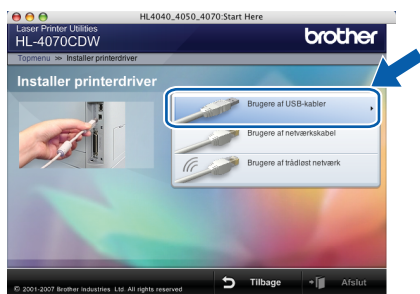 HL4040_4050_4070:Start Here
Laser Printer Utilities
HL-4070CDW
brother
Topmenu >> Installer printerdriver
Installer printerdriver
Brugere af USB-kabler
Brugere af netværkskabel
Brugere af trådløst netværk
Tilbage
Afslut
© 2001-2007 Brother Industries Ltd. All rights reserved